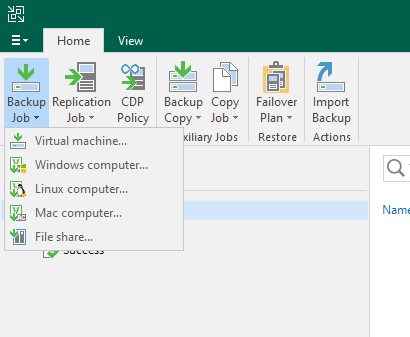 Home View
Backup Job
Replication Job
CDP Policy
Backup Copy
Copy Job
Failover Plan
Import Backup
xiliary Jobs Restore Actions
Virtual machine...
Windows computer...
Linux computer...
Mac computer...
File share...
Name
Success